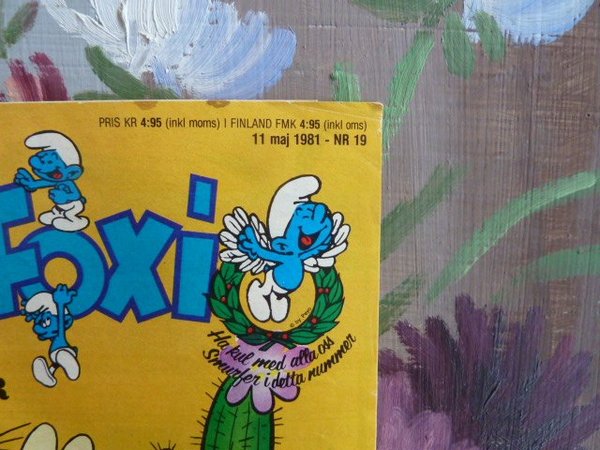 PRIS KR 4:95 (inkl moms) I FINLAND FMK 4:95 (inkl oms)
11 maj 1981 - NR 19
Foxi
Ha kul med alla oss
Smurfer i detta nummer